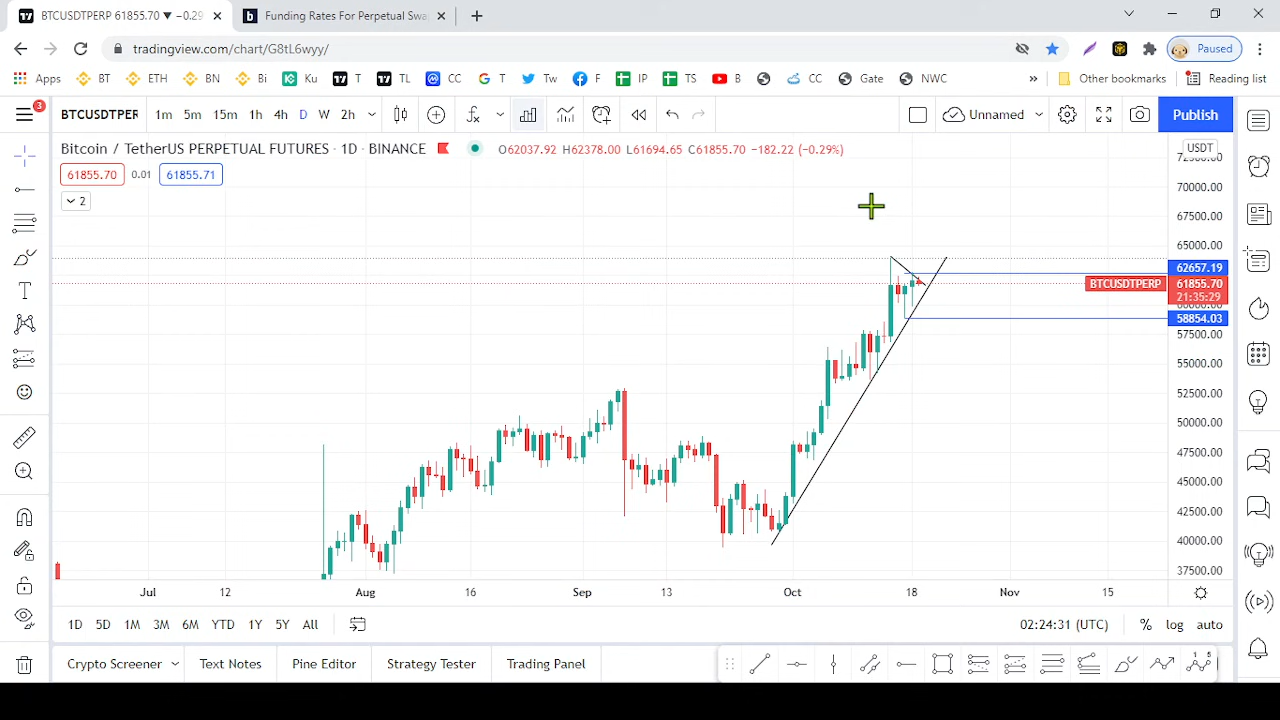 BTCUSDTPERP 61855.70 ▼ −0.29
Funding Rates For Perpetual Swap
tradingview.com/chart/G8tL6wyy/
Paused
Apps BT ETH BN Bi Ku T TL CC T Tw F IP TS B CC Gate NWC » Other bookmarks Reading list
3
BTCUSDTPERP 1m 5m 15m 1h 4h D W 2h Unnamed Publish
Bitcoin / TetherUS PERPETUAL FUTURES · 1D · BINANCE O62037.92 H62378.00 L61694.65 C61855.70 −182.22 (−0.29%)
USDT
61855.70 0.01 61855.71
2
70000.00
67500.00
65000.00
62657.19
BTCUSDTPERP 61855.70
21:35:29
60000.00
58854.03
57500.00
55000.00
52500.00
50000.00
47500.00
45000.00
42500.00
40000.00
37500.00
Jul 12 Aug 16 Sep 13 Oct 18 Nov 15
1D 5D 1M 3M 6M YTD 1Y 5Y All 02:24:31 (UTC) % log auto
Crypto Screener Text Notes Pine Editor Strategy Tester Trading Panel